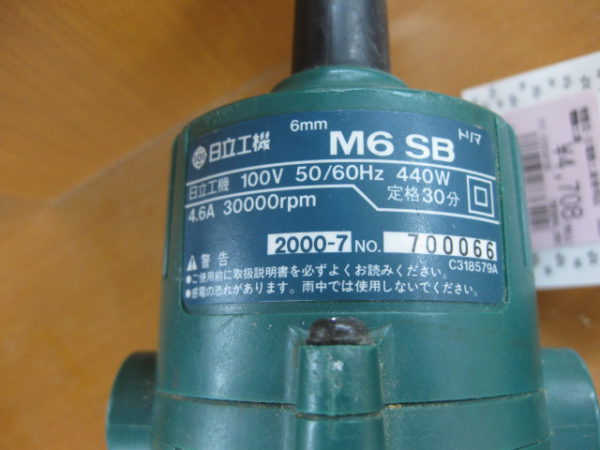 日立工機 6mm M6 SB トリマ
日立工機 100V 50/60Hz 440W
4.6A 30000rpm 定格30分
2000-7 NO. 700066
C318579A
警告
●ご使用前に取扱説明書を必ずよくお読みください。
●感電の恐れがあります。雨中では使用しないでください。